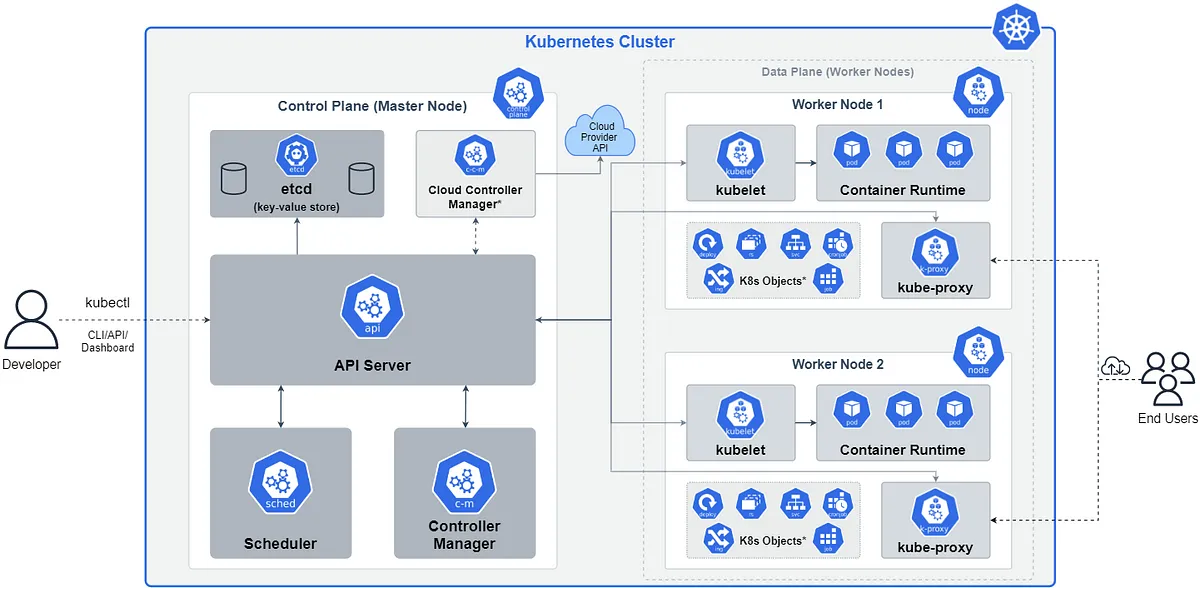 Kubernetes Cluster
Control Plane (Master Node)
control
plane
etcd
etcd
(key-value store)
c-c-m
Cloud Controller
Manager*
Cloud
Provider
API
api
API Server
sched
Scheduler
c-m
Controller
Manager
Developer
kubectl
CLI/API/
Dashboard
Data Plane (Worker Nodes)
Worker Node 1
node
kubelet
kubelet
pod
pod
pod
Container Runtime
deploy
rs
svc
cronjob
ing
K8s Objects*
job
k-proxy
kube-proxy
Worker Node 2
node
kubelet
kubelet
pod
pod
pod
Container Runtime
deploy
rs
svc
cronjob
ing
K8s Objects*
job
k-proxy
kube-proxy
End Users